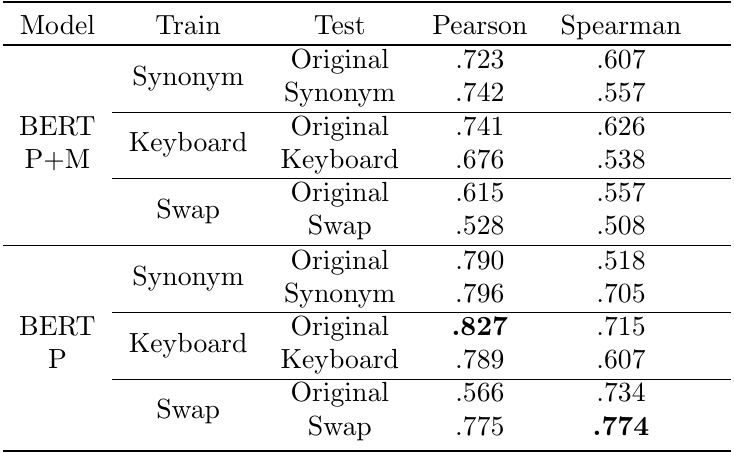 Model Train Test Pearson Spearman
Synonym Original .723 .607
Synonym .742 .557
BERT P+M Keyboard Original .741 .626
Keyboard .676 .538
Swap Original .615 .557
Swap .528 .508
Synonym Original .790 .518
Synonym .796 .705
BERT P Keyboard Original .827 .715
Keyboard .789 .607
Swap Original .566 .734
Swap .775 .774